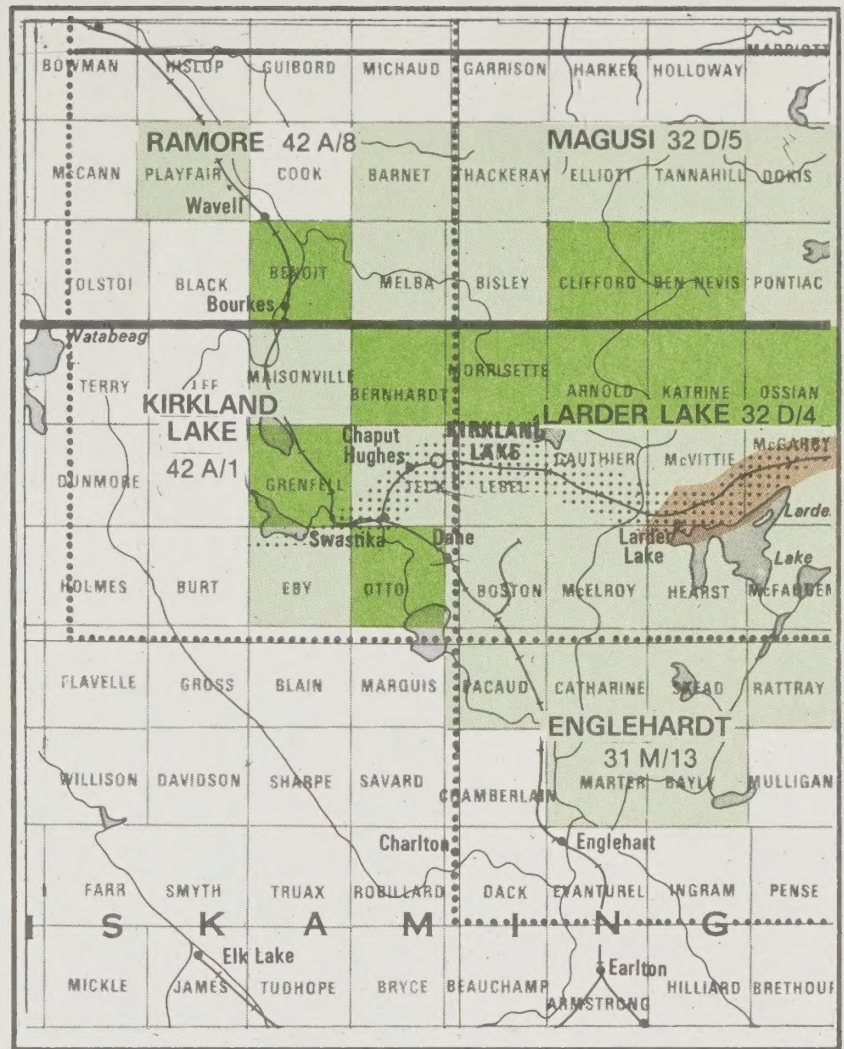 MARRIOTT
BOWMAN HISLOP GUIBORD MICHAUD GARRISON HARKER HOLLOWAY
RAMORE 42 A/8 MAGUSI 32 D/5
McCANN PLAYFAIR COOK BARNET THACKERAY ELLIOTT TANNAHILL DOKIS
Wavell
BENOIT
TOLSTOI BLACK MELBA BISLEY CLIFFORD BEN NEVIS PONTIAC
Bourkes
Watabeag
L.
TERRY LEE MAISONVILLE BERNHARDT MORRISETTE ARNOLD KATRINE OSSIAN
KIRKLAND
LAKE
42 A/1
LARDER LAKE 32 D/4
Chaput
Hughes
KIRKLAND
LAKE
GAUTHIER McVITTIE McGARRY
DUNMORE GRENFELL TECK LEBEL
Swastika Dane Larder
Lake
Larder
Lake
HOLMES BURT EBY OTTO BOSTON McELROY HEARST McFADDEN
FLAVELLE GROSS BLAIN MARQUIS PACAUD CATHARINE SKEAD RATTRAY
ENGLEHARDT
31 M/13
WILLISON DAVIDSON SHARPE SAVARD CHAMBERLAIN MARTER BAYLY MULLIGAN
Charlton Englehart
FARR SMYTH TRUAX ROBILLARD DACK EVANTUREL INGRAM PENSE
I S K A M I N G
Elk Lake Earlton
MICKLE JAMES TUDHOPE BRYCE BEAUCHAMP ARMSTRONG HILLIARD BRETHOUR